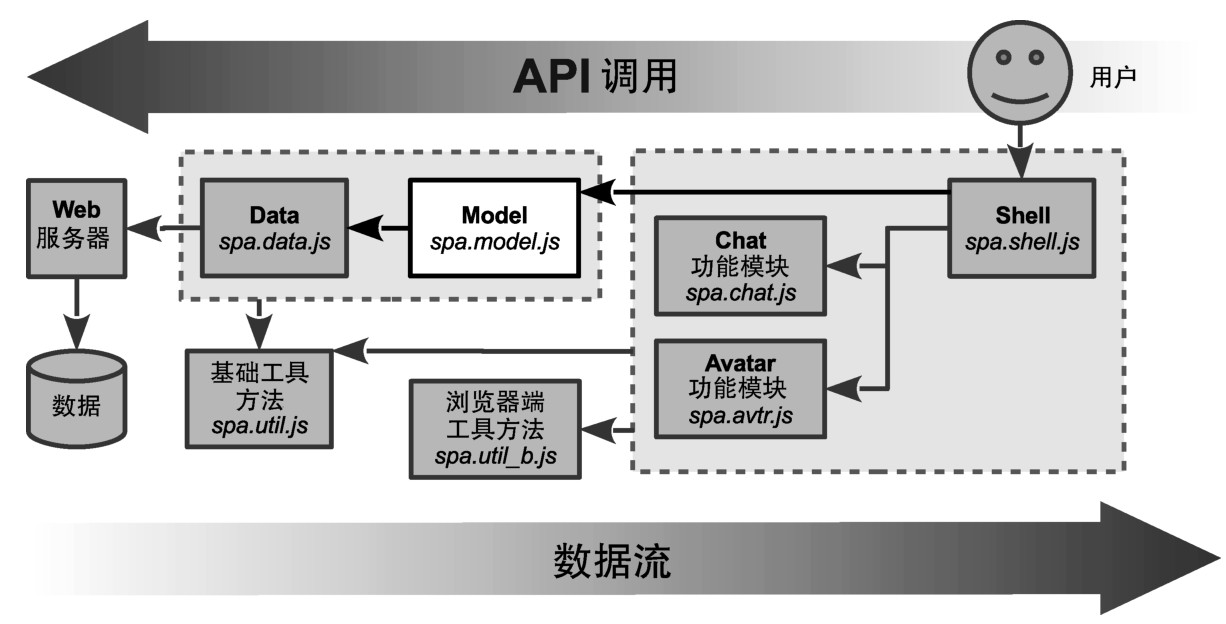 API 调用
用户
Web
服务器
Data
spa.data.js
Model
spa.model.js
Shell
spa.shell.js
Chat
功能模块
spa.chat.js
Avatar
功能模块
spa.avtr.js
基础工具
方法
spa.util.js
浏览器端
工具方法
spa.util_b.js
数据
数据流